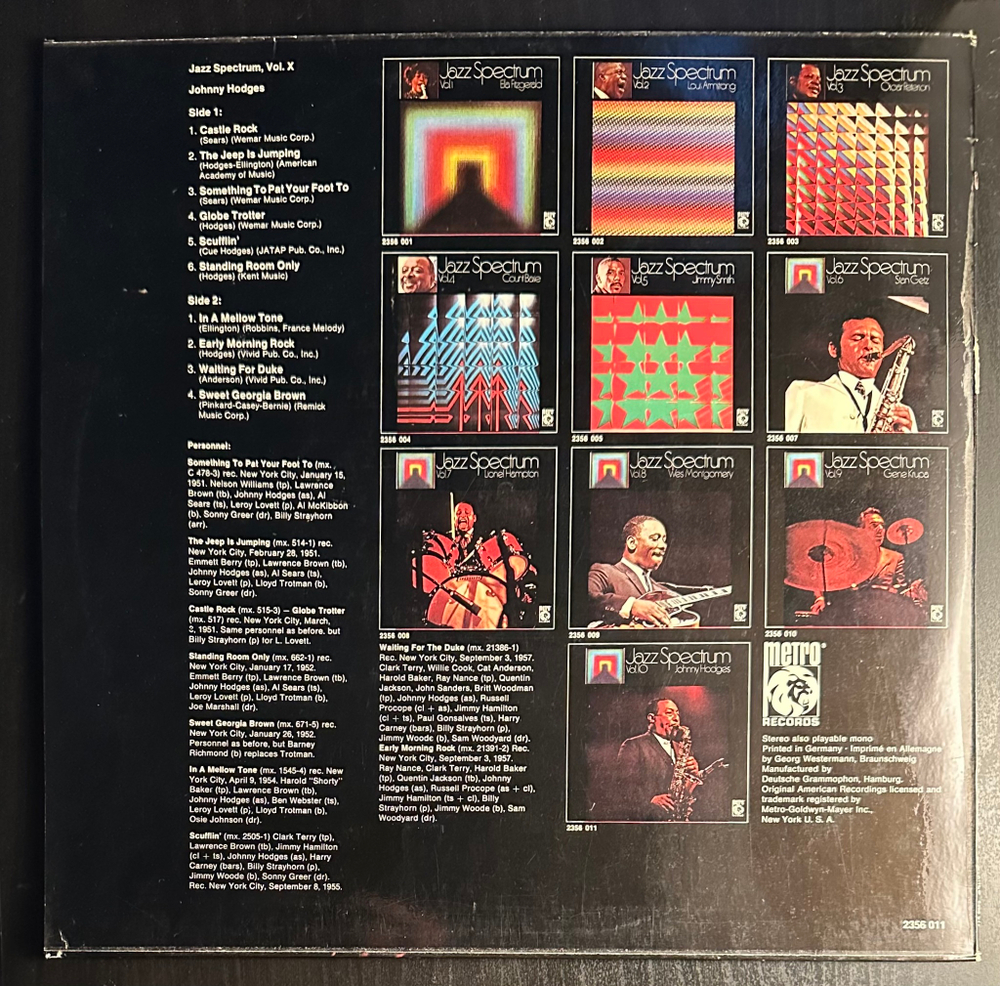 Jazz Spectrum, Vol. X
Johnny Hodges
Side 1:
1. Castle Rock
(Sears) (Wemar Music Corp.)
2. The Jeep Is Jumping
(Hodges-Ellington) (American
Academy of Music)
3. Something To Pat Your Foot To
(Sears) (Wemar Music Corp.)
4. Globe Trotter
(Hodges) (Wemar Music Corp.)
5. Scufflin'
(Cue Hodges) (JATAP Pub. Co., Inc.)
6. Standing Room Only
(Hodges) (Kent Music)
Side 2:
1. In A Mellow Tone
(Ellington) (Robbins, France Melody)
2. Early Morning Rock
(Hodges) (Vivid Pub. Co., Inc.)
3. Waiting For Duke
(Anderson) (Vivid Pub. Co., Inc.)
4. Sweet Georgia Brown
(Pinkard-Casey-Bernie) (Remick
Music Corp.)
Personnel:
Something To Pat Your Foot To (mx.
C 478-3) rec. New York City, January 15,
1951. Nelson Williams (tp), Lawrence
Brown (tb), Johnny Hodges (as), Al
Sears (ts), Leroy Lovett (p), Al McKibbon
(b), Sonny Greer (dr), Billy Strayhorn
(arr).
The Jeep Is Jumping (mx. 514-1) rec.
New York City, February 28, 1951.
Emmett Berry (tp), Lawrence Brown (tb),
Johnny Hodges (as), Al Sears (ts),
Leroy Lovett (p), Lloyd Trotman (b),
Sonny Greer (dr).
Castle Rock (mx. 515-3) – Globe Trotter
(mx. 517) rec. New York City, March,
3, 1951. Same personnel as before, but
Billy Strayhorn (p) for L. Lovett.
Standing Room Only (mx. 662-1) rec.
New York City, January 17, 1952.
Emmett Berry (tp), Lawrence Brown (tb),
Johnny Hodges (as), Al Sears (ts),
Leroy Lovett (p), Lloyd Trotman (b),
Joe Marshall (dr).
Sweet Georgia Brown (mx. 671-5) rec.
New York City, January 26, 1952.
Personnel as before, but Barney
Richmond (b) replaces Trotman.
In A Mellow Tone (mx. 1545-4) rec. New
York City, April 9, 1954. Harold "Shorty"
Baker (tp), Lawrence Brown (tb),
Johnny Hodges (as), Ben Webster (ts),
Leroy Lovett (p), Lloyd Trotman (b),
Osie Johnson (dr).
Scufflin' (mx. 2505-1) Clark Terry (tp),
Lawrence Brown (tb), Jimmy Hamilton
(cl + ts), Johnny Hodges (as), Harry
Carney (bars), Billy Strayhorn (p),
Jimmy Woode (b), Sonny Greer (dr).
Rec. New York City, September 8, 1955.
Jazz Spectrum
Vol.1 Ella Fitzgerald
2356 001
Jazz Spectrum
Vol.2 Louis Armstrong
2356 002
Jazz Spectrum
Vol.3 Oscar Peterson
2356 003
Jazz Spectrum
Vol.4 Count Basie
2356 004
Jazz Spectrum
Vol.5 Jimmy Smith
2356 005
Jazz Spectrum
Vol.6 Stan Getz
2356 007
Jazz Spectrum
Vol.7 Lionel Hampton
2356 008
Jazz Spectrum
Vol.8 Wes Montgomery
2356 009
Jazz Spectrum
Vol.9 Gene Krupa
2356 010
Waiting For The Duke (mx. 21386-1)
Rec. New York City, September 3, 1957.
Clark Terry, Willie Cook, Cat Anderson,
Harold Baker, Ray Nance (tp), Quentin
Jackson, John Sanders, Britt Woodman
(tp), Johnny Hodges (as), Russell
Procope (cl + as), Jimmy Hamilton
(cl + ts), Paul Gonsalves (ts), Harry
Carney (bars), Billy Strayhorn (p),
Jimmy Woode (b), Sam Woodyard (dr).
Early Morning Rock (mx. 21391-2) Rec.
New York City, September 3, 1957.
Ray Nance, Clark Terry, Harold Baker
(tp), Quentin Jackson (tb), Johnny
Hodges (as), Russell Procope (as + cl),
Jimmy Hamilton (ts + cl), Billy
Strayhorn (p), Jimmy Woode (b), Sam
Woodyard (dr).
Jazz Spectrum
Vol.10 Johnny Hodges
2356 011
metro
RECORDS
Stereo also playable mono
Printed in Germany · Imprimé en Allemagne
by Georg Westermann, Braunschweig
Manufactured by
Deutsche Grammophon, Hamburg.
Original American Recordings licensed and
trademark registered by
Metro-Goldwyn-Mayer Inc.,
New York U. S. A.
2356 011